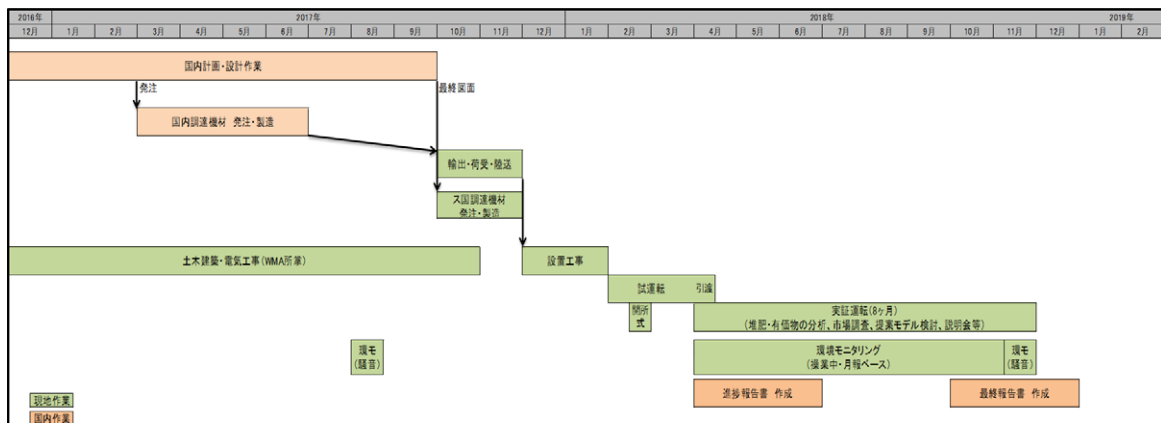 2016年 2017年 2018年 2019年
12月 1月 2月 3月 4月 5月 6月 7月 8月 9月 10月 11月 12月 1月 2月 3月 4月 5月 6月 7月 8月 9月 10月 11月 12月 1月 2月
国内計画・設計作業
発注
最終図面
国内調達機材 発注・製造
輸出・荷受・陸送
ス国調達機材
発注・製造
土木建築・電気工事(WMA所掌)
設置工事
試運転 引渡
開所
式
実証運転(8ヶ月)
(堆肥・有価物の分析、市場調査、提案モデル検討、説明会等)
環モ
(騒音)
環境モニタリング
(操業中・月報ベース)
環モ
(騒音)
進捗報告書 作成
最終報告書 作成
現地作業
国内作業